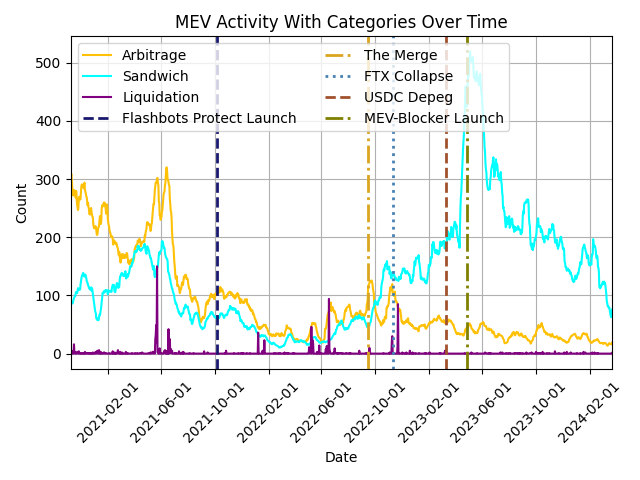 MEV Activity With Categories Over Time
Arbitrage
Sandwich
Liquidation
Flashbots Protect Launch
The Merge
FTX Collapse
USDC Depeg
MEV-Blocker Launch
Count
500
400
300
200
100
0
2021-02-01
2021-06-01
2021-10-01
2022-02-01
2022-06-01
2022-10-01
2023-02-01
2023-06-01
2023-10-01
2024-02-01
Date